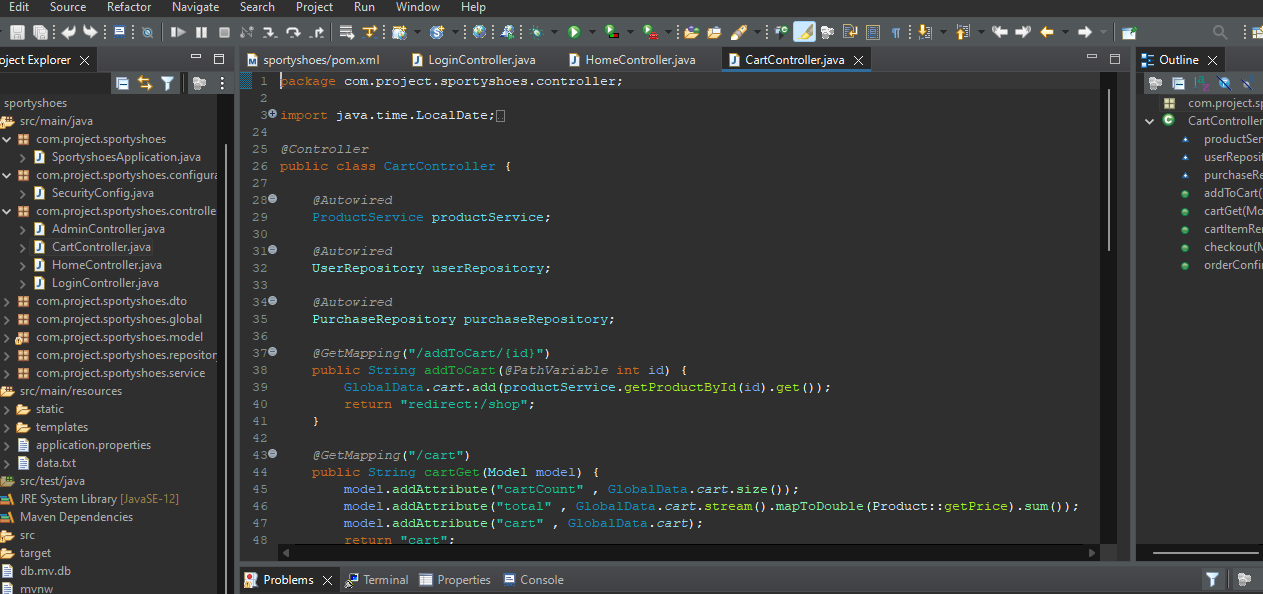 Edit Source Refactor Navigate Search Project Run Window Help
oject Explorer
sportyshoes/pom.xml LoginController.java HomeController.java CartController.java
Outline
sportyshoes
src/main/java
com.project.sportyshoes
SportyshoesApplication.java
com.project.sportyshoes.configura
SecurityConfig.java
com.project.sportyshoes.controlle
AdminController.java
CartController.java
HomeController.java
LoginController.java
com.project.sportyshoes.dto
com.project.sportyshoes.global
com.project.sportyshoes.model
com.project.sportyshoes.repositor
com.project.sportyshoes.service
src/main/resources
static
templates
application.properties
data.txt
src/test/java
JRE System Library [JavaSE-12]
Maven Dependencies
src
target
db.mv.db
mvnw
1 package com.project.sportyshoes.controller;
2
3 import java.time.LocalDate;
24
25 @Controller
26 public class CartController {
27
28 @Autowired
29 ProductService productService;
30
31 @Autowired
32 UserRepository userRepository;
33
34 @Autowired
35 PurchaseRepository purchaseRepository;
36
37 @GetMapping("/addToCart/{id}")
38 public String addToCart(@PathVariable int id) {
39 GlobalData.cart.add(productService.getProductById(id).get());
40 return "redirect:/shop";
41 }
42
43 @GetMapping("/cart")
44 public String cartGet(Model model) {
45 model.addAttribute("cartCount" , GlobalData.cart.size());
46 model.addAttribute("total" , GlobalData.cart.stream().mapToDouble(Product::getPrice).sum());
47 model.addAttribute("cart" , GlobalData.cart);
48 return "cart";
com.project.sp
CartController
productSer
userReposit
purchaseRe
addToCart(
cartGet(Mo
cartItemRe
checkout(M
orderConfi
Problems Terminal Properties Console